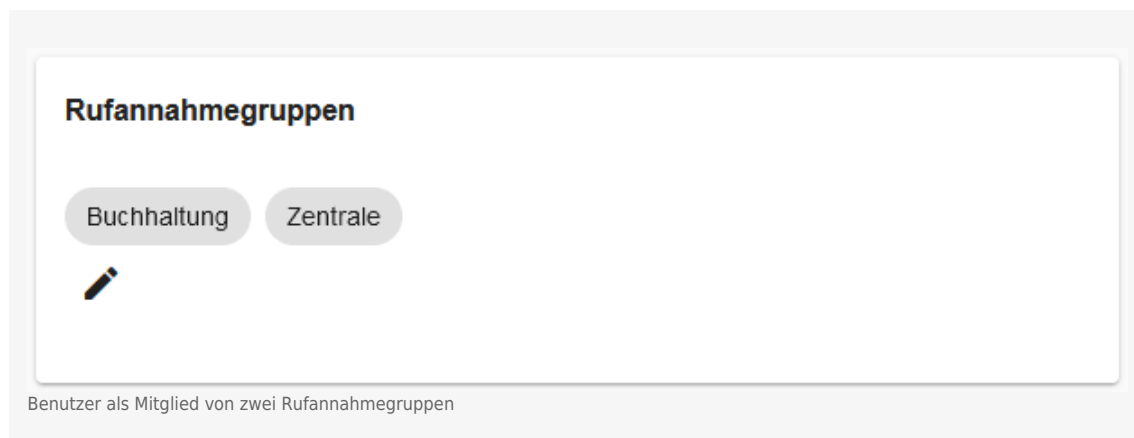 Rufannahmegruppen
Buchhaltung Zentrale
Benutzer als Mitglied von zwei Rufannahmegruppen